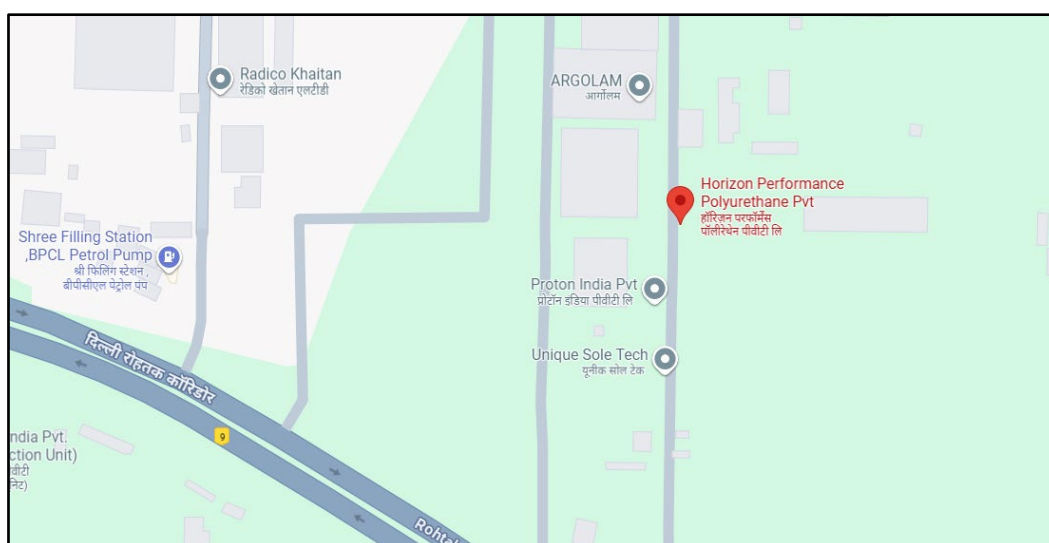 Radico Khaitan
रेडिको खेतान एलटीडी
ARGOLAM
आर्गोलम
Horizon Performance
Polyurethane Pvt
हॉरिज़न परफॉर्मेंस
पॉलीरेथेन पीवीटी लि
Shree Filling Station
,BPCL Petrol Pump
श्री फिलिंग स्टेशन ,
बीपीसीएल पेट्रोल पंप
Proton India Pvt
प्रोटॉन इंडिया पीवीटी लि
Unique Sole Tech
यूनीक सोल टेक
दिल्ली रोहतक कॉरिडोर
9
ndia Pvt.
ction Unit)
वीटी
निट)
Rohta